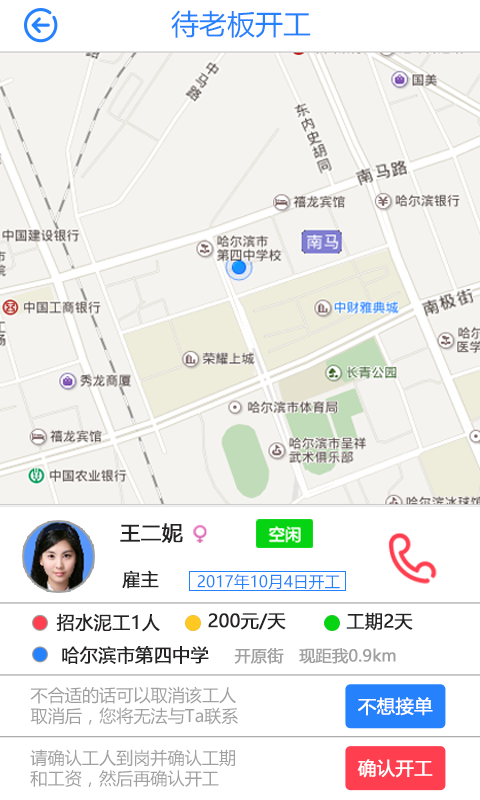 待老板开工
国美
中宁路
东内史胡同
南马路
禧龙宾馆
¥
哈尔滨银行
中国建设银行
哈尔滨市
第四中学校
南马
中国工商银行
中财雅典城
南极街
荣耀上城
长青公园
秀龙商厦
哈尔滨市体育局
禧龙宾馆
哈尔滨市呈祥
武术俱乐部
中国农业银行
哈尔滨冰球馆
王二妮
空闲
雇主
2017年10月4日开工
招水泥工1人
200元/天
工期2天
哈尔滨市第四中学
开原街
现距我0.9km
不合适的话可以取消该工人
取消后，您将无法与Ta联系
不想接单
请确认工人到岗并确认工期
和工资，然后再确认开工
确认开工